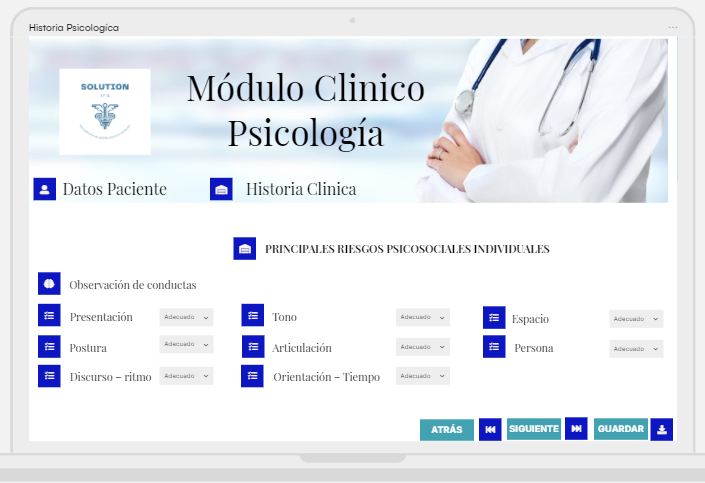 Historia Psicologíca
SOLUTION
Módulo Clinico
Psicología
Datos Paciente
Historia Clinica
PRINCIPALES RIESGOS PSICOSOCIALES INDIVIDUALES
Observación de conductas
Presentación Adecuado Tono Adecuado Espacio Adecuado
Postura Adecuado Articulación Adecuado Persona Adecuado
Discurso – ritmo Adecuado Orientación – Tiempo Adecuado
ATRÁS SIGUIENTE GUARDAR